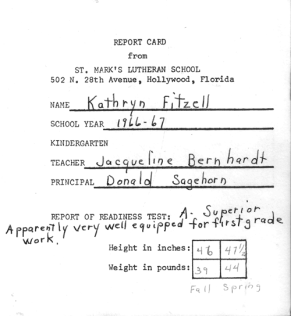 REPORT CARD
from
ST. MARK'S LUTHERAN SCHOOL
502 N. 28th Avenue, Hollywood, Florida
NAME Kathryn Fitzell
SCHOOL YEAR 1966-67
KINDERGARTEN
TEACHER Jacqueline Bernhardt
PRINCIPAL Donald Sagehorn
REPORT OF READINESS TEST: A- Superior
Apparently very well equipped for first grade
work.
Height in inches: 46 47½
Weight in pounds: 39 44
Fall Spring